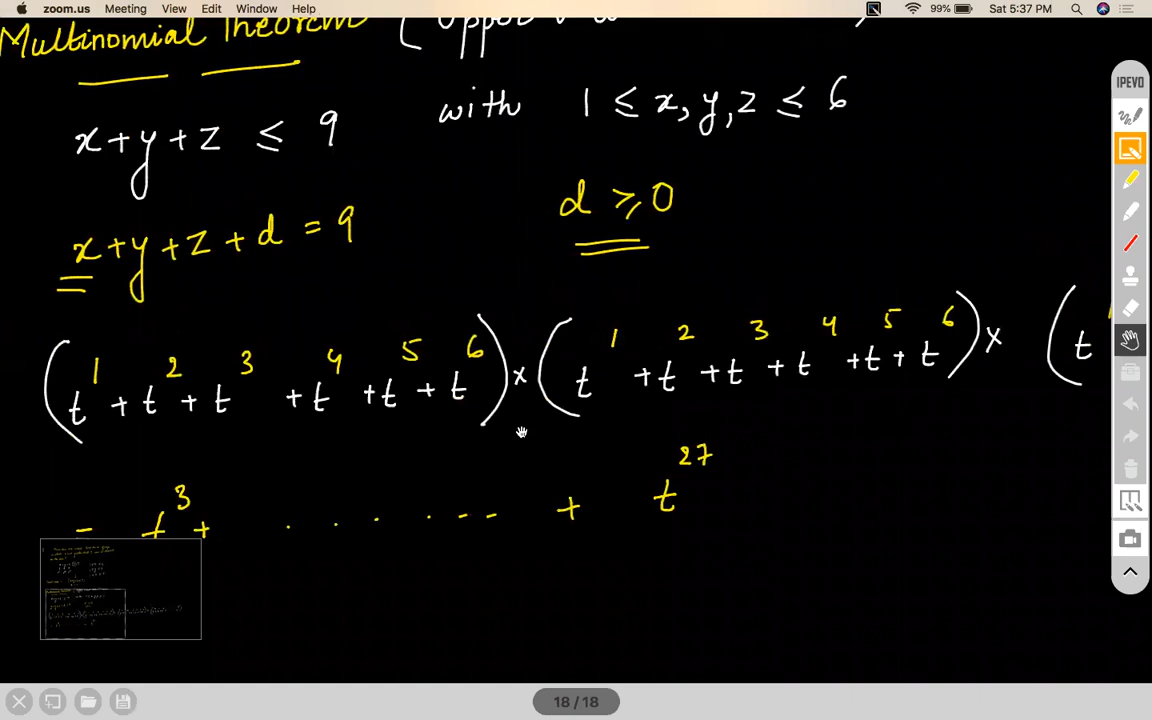 zoom.us Meeting View Edit Window Help 99% Sat 5:37 PM
Multinomial Theorem
IPEVO
x+y+z ≤ 9 with 1 ≤ x, y, z ≤ 6
x+y+z+d = 9 d ≥ 0
(t^1 + t^2 + t^3 + t^4 + t^5 + t^6) × (t^1 + t^2 + t^3 + t^4 + t^5 + t^6) × (t
= t^3 + . . . . - - + t^27
18 / 18